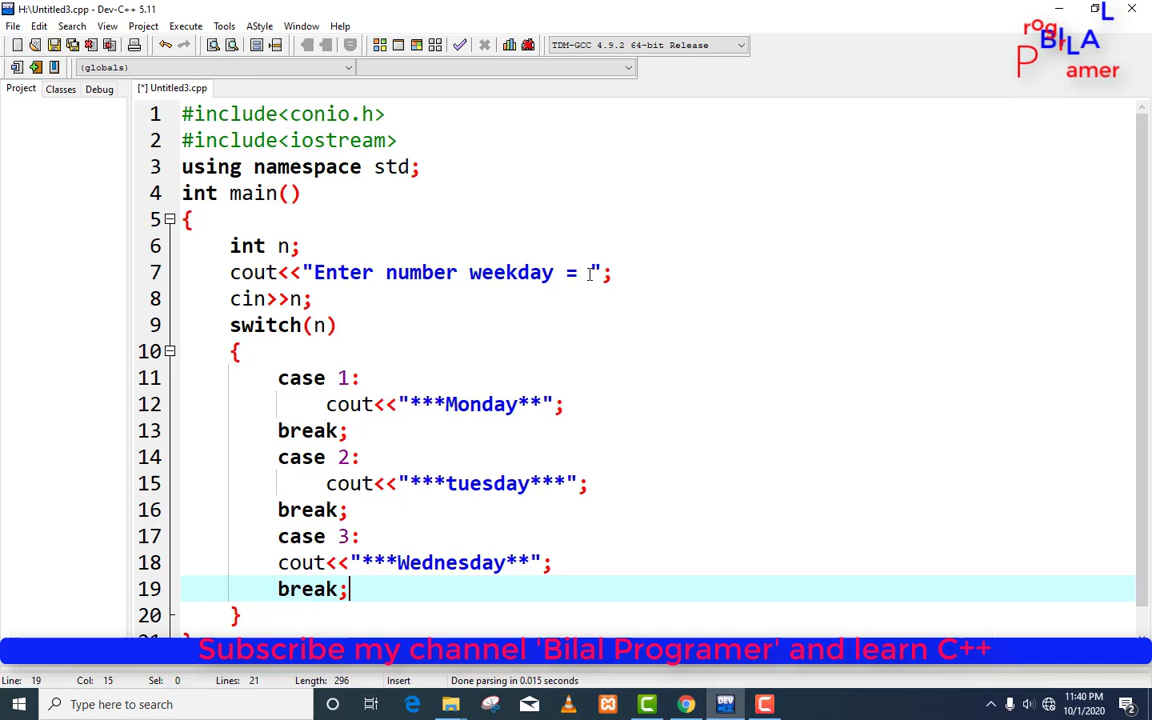 H:\Untitled3.cpp - Dev-C++ 5.11
File Edit Search View Project Execute Tools AStyle Window Help
TDM-GCC 4.9.2 64-bit Release
(globals)
Project Classes Debug
[*] Untitled3.cpp
Progr BILAL
amer
1 #include<conio.h>
2 #include<iostream>
3 using namespace std;
4 int main()
5 {
6 int n;
7 cout<<"Enter number weekday = ";
8 cin>>n;
9 switch(n)
10 {
11 case 1:
12 cout<<"***Monday**";
13 break;
14 case 2:
15 cout<<"***tuesday***";
16 break;
17 case 3:
18 cout<<"***Wednesday**";
19 break;
20 }
Subscribe my channel 'Bilal Programer' and learn C++
Line: 19 Col: 15 Sel: 0 Lines: 21 Length: 296 Insert Done parsing in 0.015 seconds
Type here to search
DEV
11:40 PM
10/1/2020
2